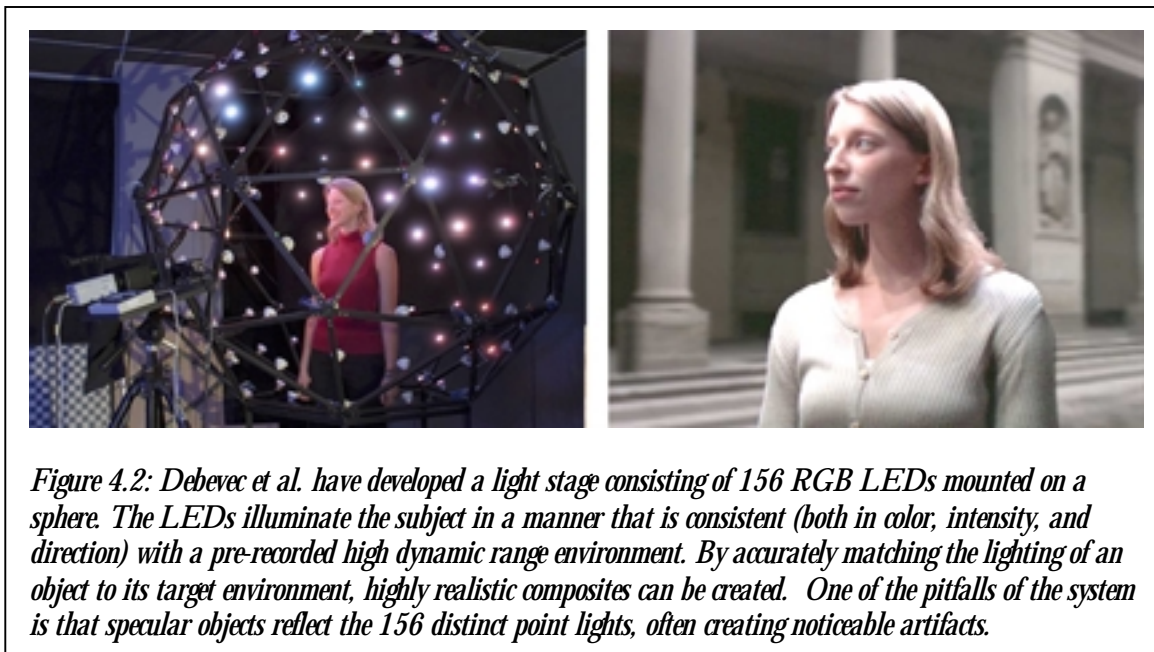 Figure 4.2: Debevec et al. have developed a light stage consisting of 156 RGB LEDs mounted on a
sphere. The LEDs illuminate the subject in a manner that is consistent (both in color, intensity, and
direction) with a pre-recorded high dynamic range environment. By accurately matching the lighting of an
object to its target environment, highly realistic composites can be created.  One of the pitfalls of the system
is that specular objects reflect the 156 distinct point lights, often creating noticeable artifacts.